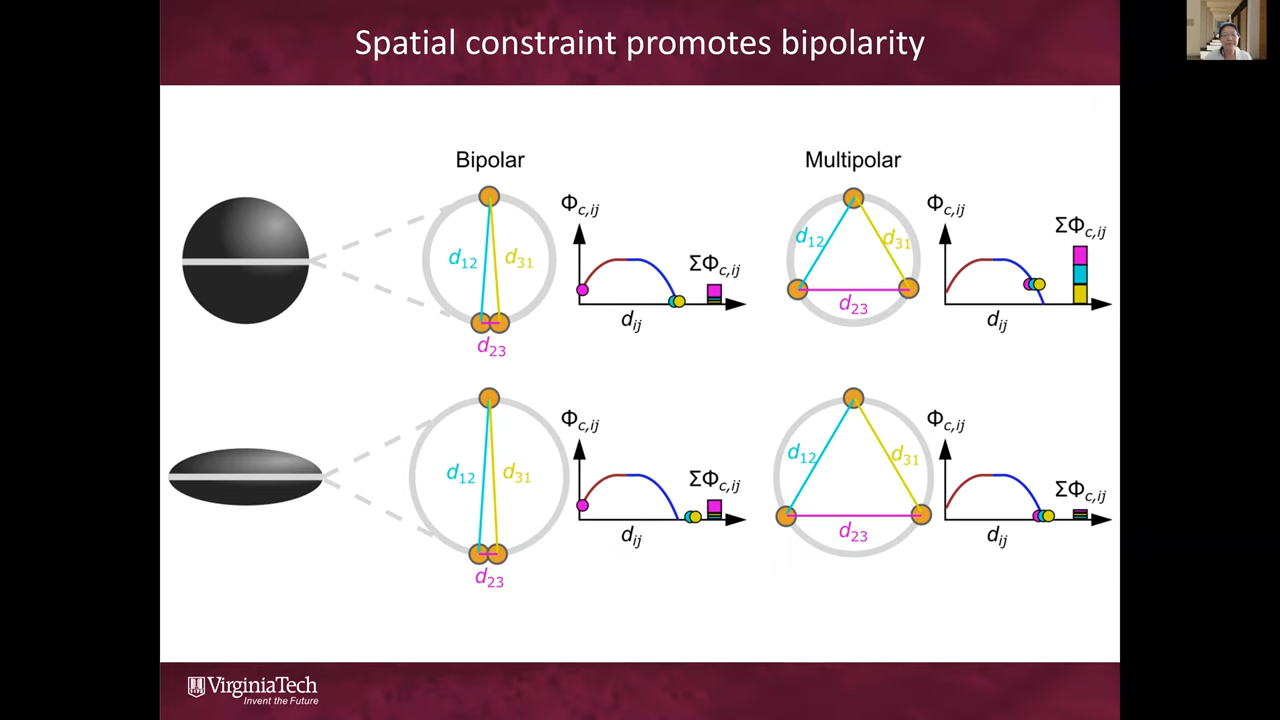 Spatial constraint promotes bipolarity
Bipolar
Multipolar
d12
d31
d23
Φc,ij
ΣΦc,ij
dij
d12
d31
d23
Φc,ij
ΣΦc,ij
dij
d12
d31
d23
Φc,ij
ΣΦc,ij
dij
d12
d31
d23
Φc,ij
ΣΦc,ij
dij
VirginiaTech
Invent the Future